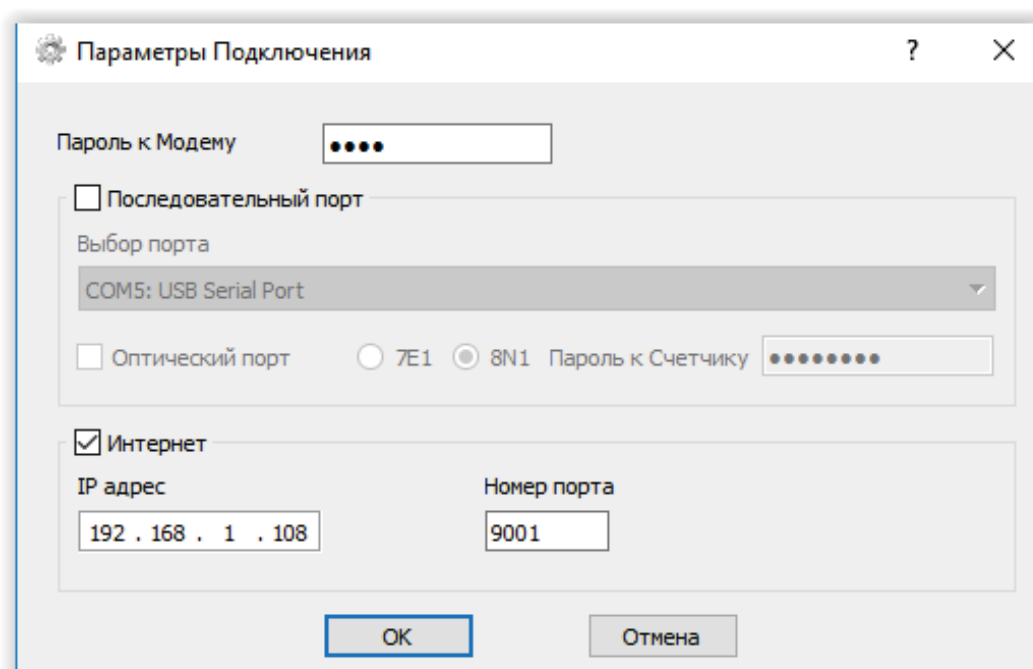 Параметры Подключения ?
Пароль к Модему ••••
Последовательный порт
Выбор порта
COM5: USB Serial Port
Оптический порт 7E1 8N1 Пароль к Счетчику ••••••••
Интернет
IP адрес Номер порта
192 . 168 . 1 . 108 9001
OK Отмена